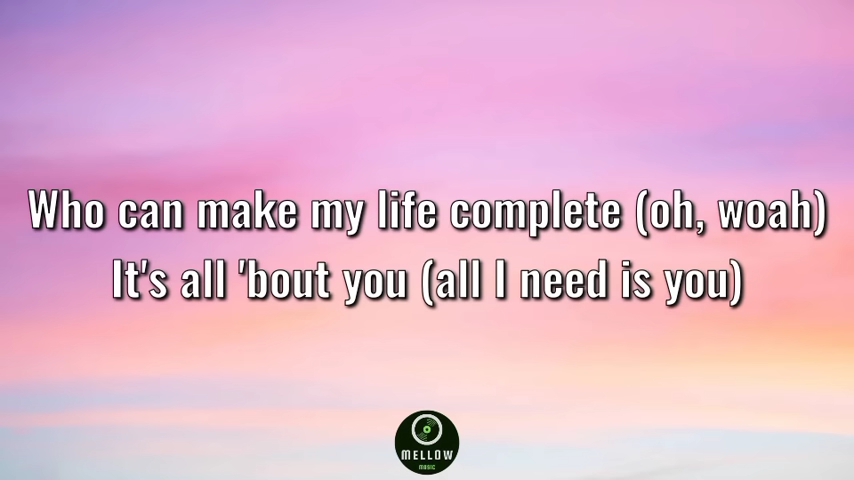 Who can make my life complete (oh, woah)
It's all 'bout you (all I need is you)
MELLOW
MUSIC